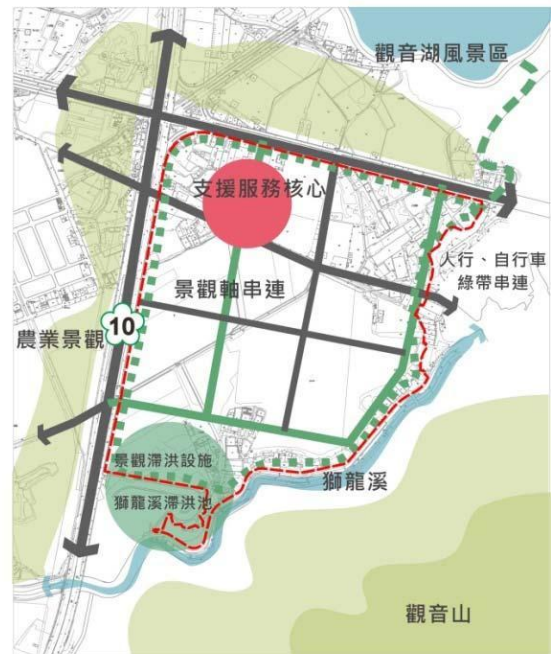 觀音湖風景區
支援服務核心
人行、自行車
綠帶串連
景觀軸串連
10
農業景觀
景觀滯洪設施
獅龍溪滯洪池
獅龍溪
觀音山